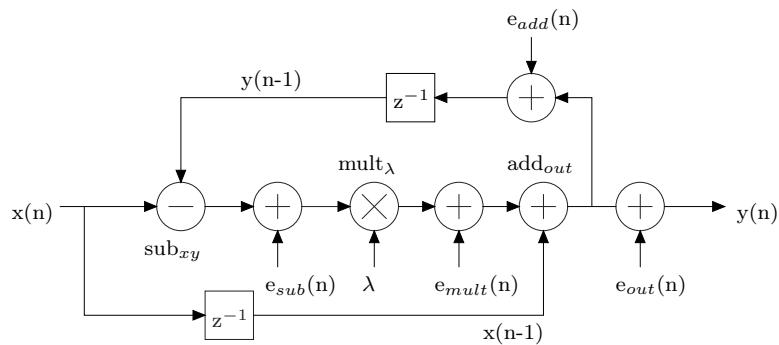 e_add(n)
y(n-1)
z⁻¹
mult_λ
add_out
x(n)
y(n)
sub_xy
e_sub(n)
λ
e_mult(n)
e_out(n)
z⁻¹
x(n-1)